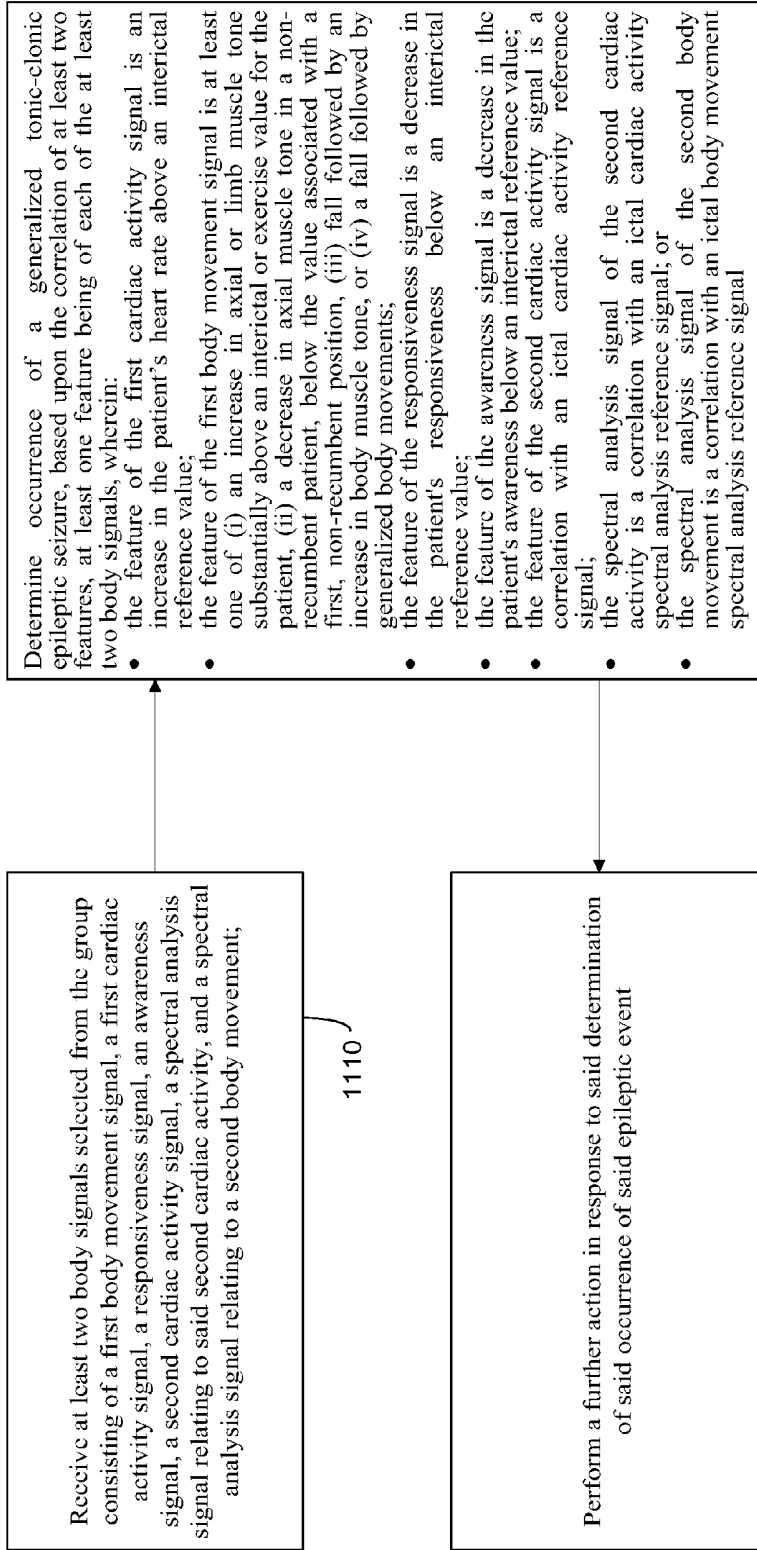 Receive at least two body signals selected from the group
consisting of a first body movement signal, a first cardiac
activity signal, a responsiveness signal, an awareness
signal, a second cardiac activity signal, a spectral analysis
signal relating to said second cardiac activity, and a spectral
analysis signal relating to a second body movement;
1110
Determine occurrence of a generalized tonic-clonic
epileptic seizure, based upon the correlation of at least two
features, at least one feature being of each of the at least
two body signals, wherein:
• the feature of the first cardiac activity signal is an
increase in the patient's heart rate above an interictal
reference value;
• the feature of the first body movement signal is at least
one of (i) an increase in axial or limb muscle tone
substantially above an interictal or exercise value for the
patient, (ii) a decrease in axial muscle tone in a non-
recumbent patient, below the value associated with a
first, non-recumbent position, (iii) fall followed by an
increase in body muscle tone, or (iv) a fall followed by
generalized body movements;
• the feature of the responsiveness signal is a decrease in
the patient's responsiveness below an interictal
reference value;
• the feature of the awareness signal is a decrease in the
patient's awareness below an interictal reference value;
• the feature of the second cardiac activity signal is a
correlation with an ictal cardiac activity reference
signal;
• the spectral analysis signal of the second cardiac
activity is a correlation with an ictal cardiac activity
spectral analysis reference signal; or
• the spectral analysis signal of the second body
movement is a correlation with an ictal body movement
spectral analysis reference signal
Perform a further action in response to said determination
of said occurrence of said epileptic event